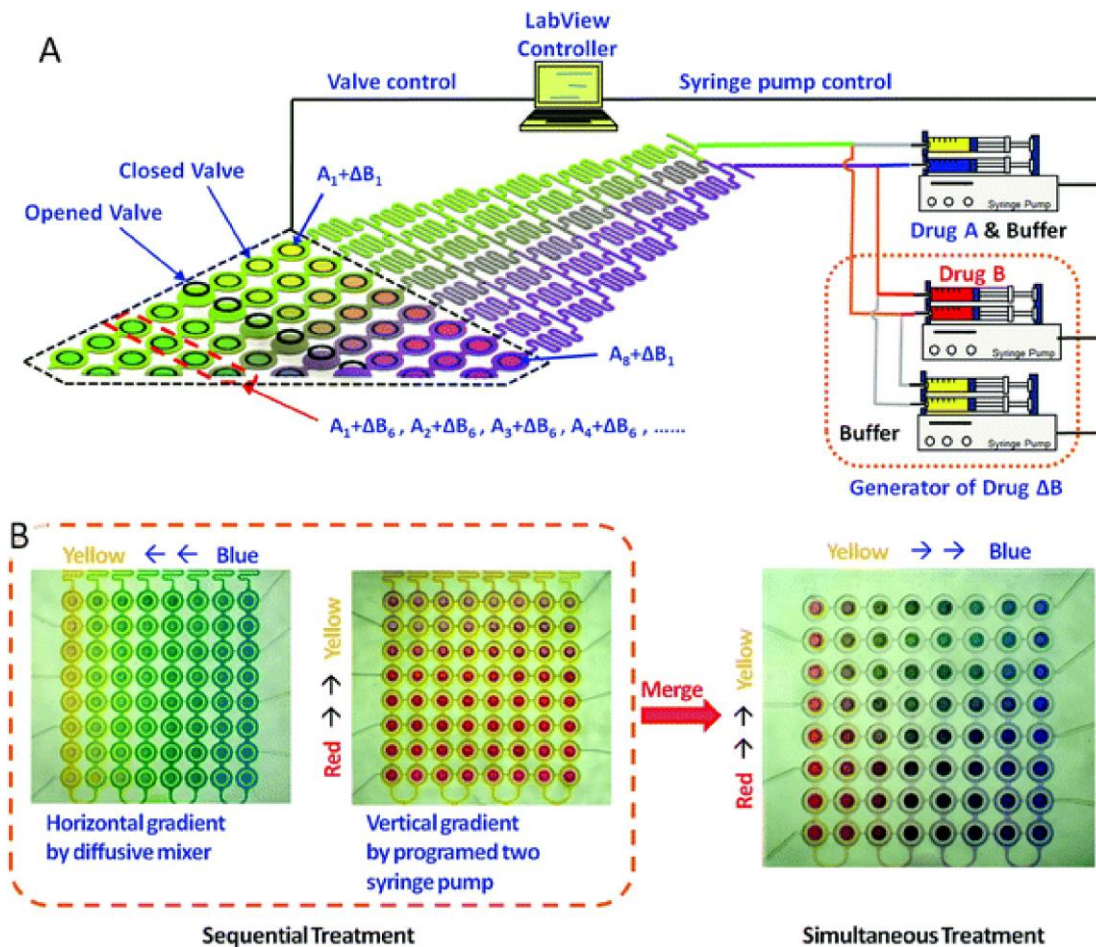 A
LabView
Controller
Valve control
Syringe pump control
Closed Valve
A₁+ΔB₁
Opened Valve
Syringe Pump
Drug A & Buffer
Drug B
Syringe Pump
A₈+ΔB₁
A₁+ΔB₆ , A₂+ΔB₆ , A₃+ΔB₆, A₄+ΔB₆ , ......
Buffer
Syringe Pump
Generator of Drug ΔB
B
Yellow ← ← Blue
Red → → Yellow
Merge
Yellow → → Blue
Red → → Yellow
Horizontal gradient
by diffusive mixer
Vertical gradient
by programed two
syringe pump
Sequential Treatment
Simultaneous Treatment